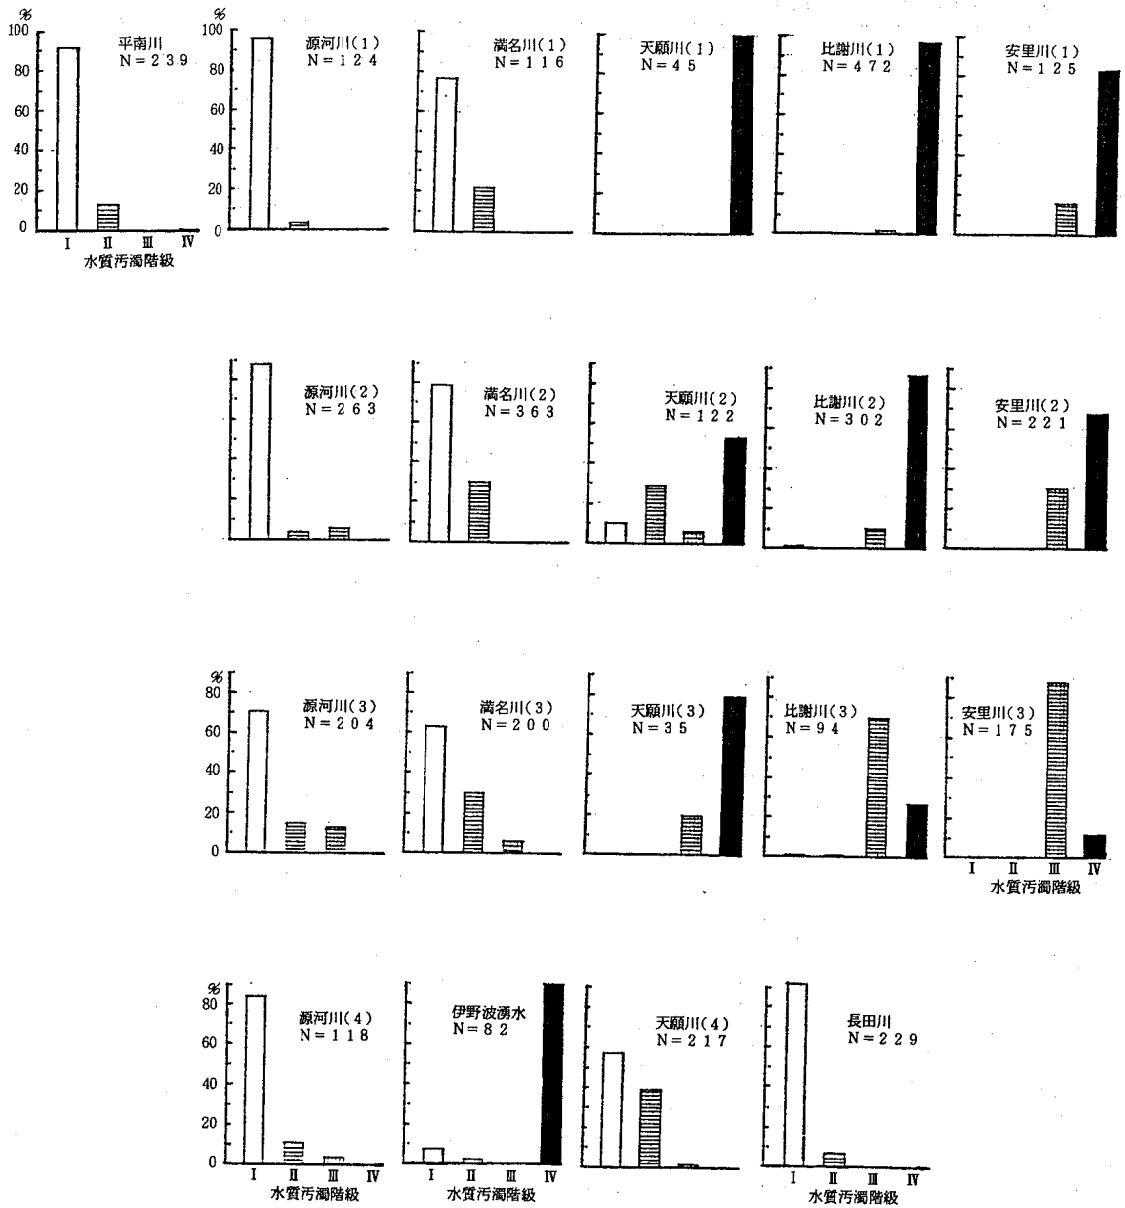 %
100
80
60
40
20
0
平南川
N=239
I II III IV
水質汚濁階級
%
100
80
60
40
20
0
源河川(1)
N=124
満名川(1)
N=116
天願川(1)
N=45
比謝川(1)
N=472
安里川(1)
N=125
源河川(2)
N=263
満名川(2)
N=363
天願川(2)
N=122
比謝川(2)
N=302
安里川(2)
N=221
%
80
60
40
20
0
源河川(3)
N=204
満名川(3)
N=200
天願川(3)
N=35
比謝川(3)
N=94
安里川(3)
N=175
I II III IV
水質汚濁階級
%
80
60
40
20
0
源河川(4)
N=118
I II III IV
水質汚濁階級
伊野波湧水
N=82
I II III IV
水質汚濁階級
天願川(4)
N=217
長田川
N=229
I II III IV
水質汚濁階級